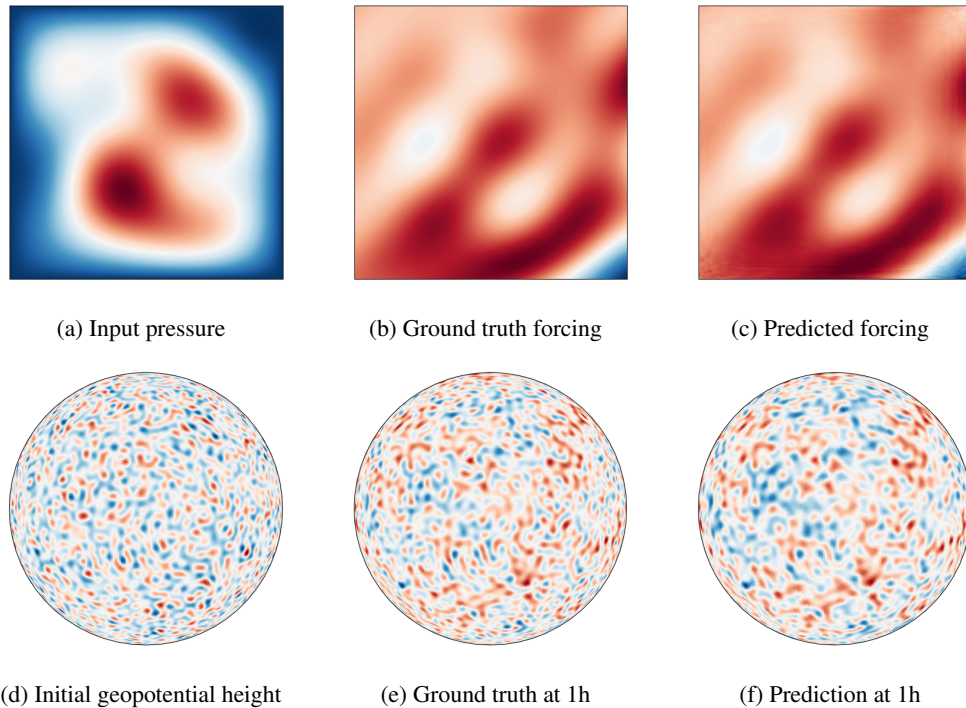 (a) Input pressure
(b) Ground truth forcing
(c) Predicted forcing
(d) Initial geopotential height
(e) Ground truth at 1h
(f) Prediction at 1h